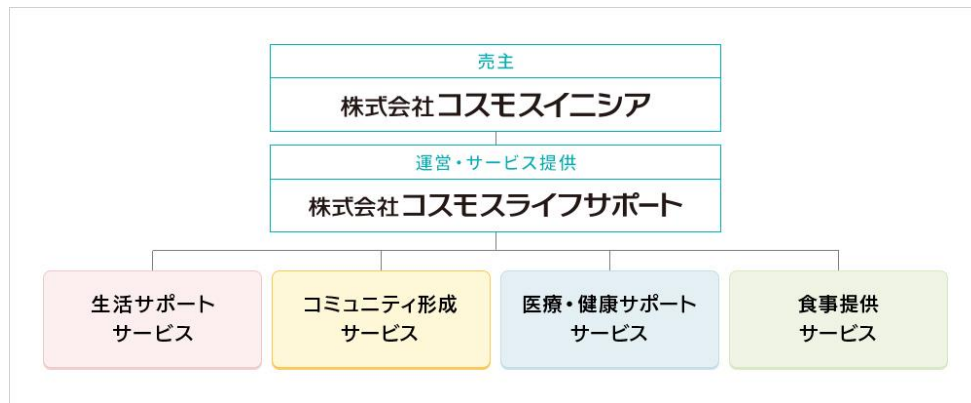 売主
株式会社コスモスイニシア
運営・サービス提供
株式会社コスモスライフサポート
生活サポート
サービス
コミュニティ形成
サービス
医療・健康サポート
サービス
食事提供
サービス